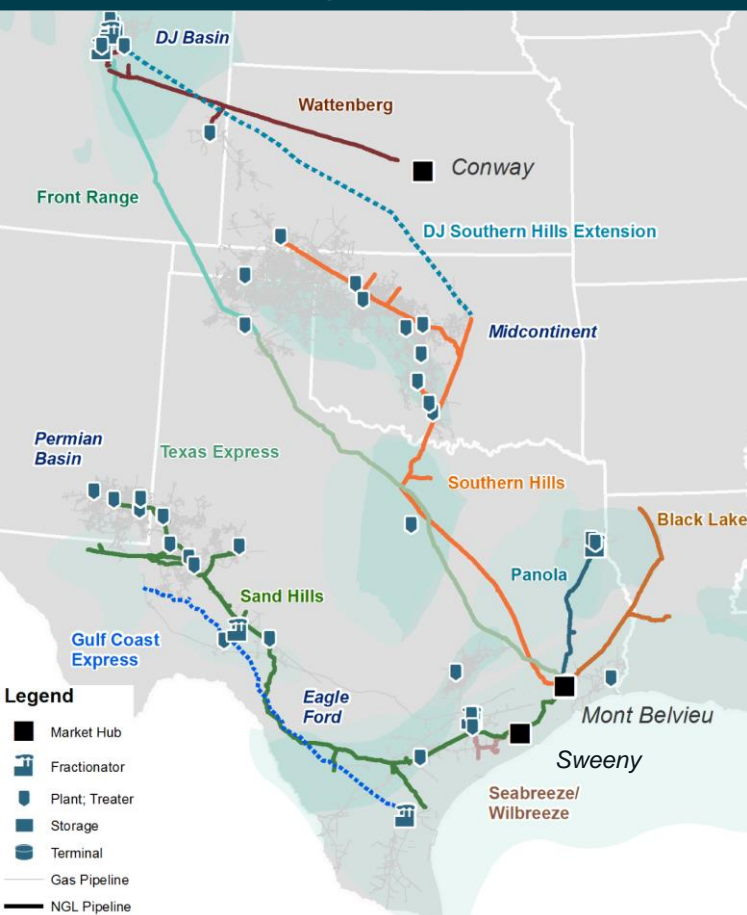 DJ Basin
Wattenberg
Conway
Front Range
DJ Southern Hills Extension
Midcontinent
Permian
Basin
Texas Express
Southern Hills
Black Lake
Panola
Sand Hills
Gulf Coast
Express
Eagle
Ford
Mont Belvieu
Sweeny
Seabreeze/
Wilbreeze
Legend
Market Hub
Fractionator
Plant; Treater
Storage
Terminal
Gas Pipeline
NGL Pipeline